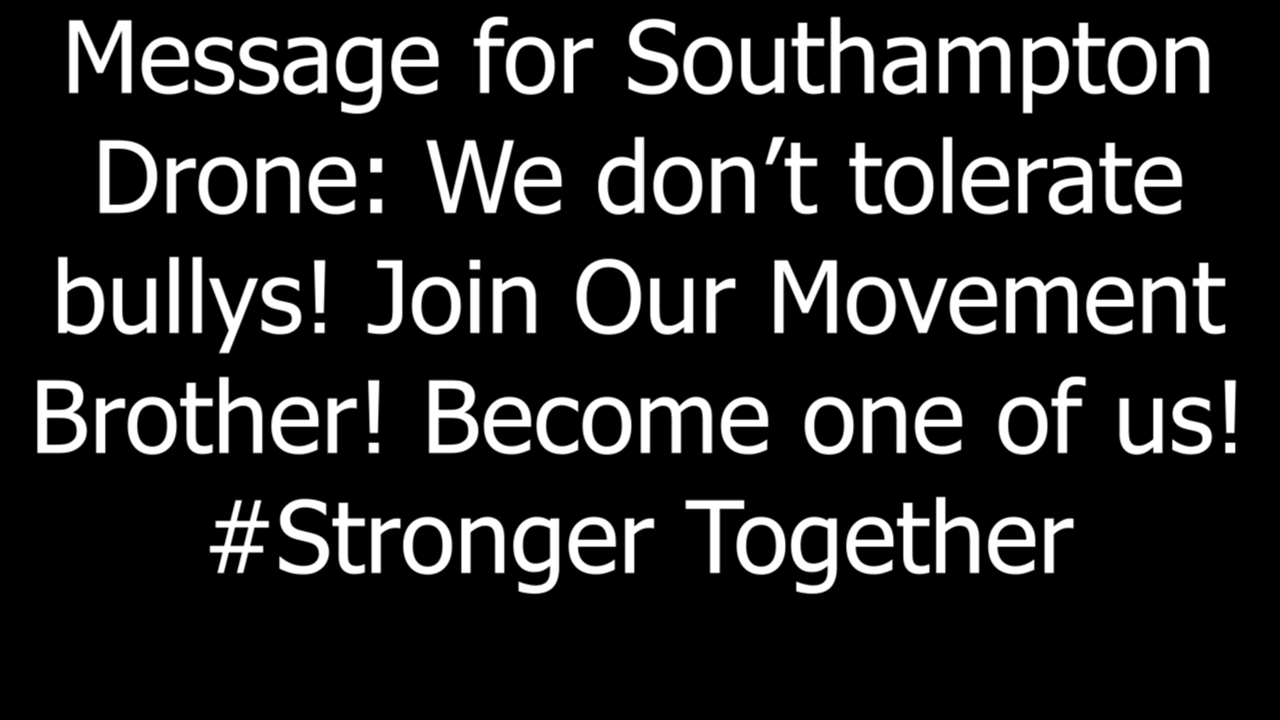 Message for Southampton
Drone: We don’t tolerate
bullys! Join Our Movement
Brother! Become one of us!
#Stronger Together